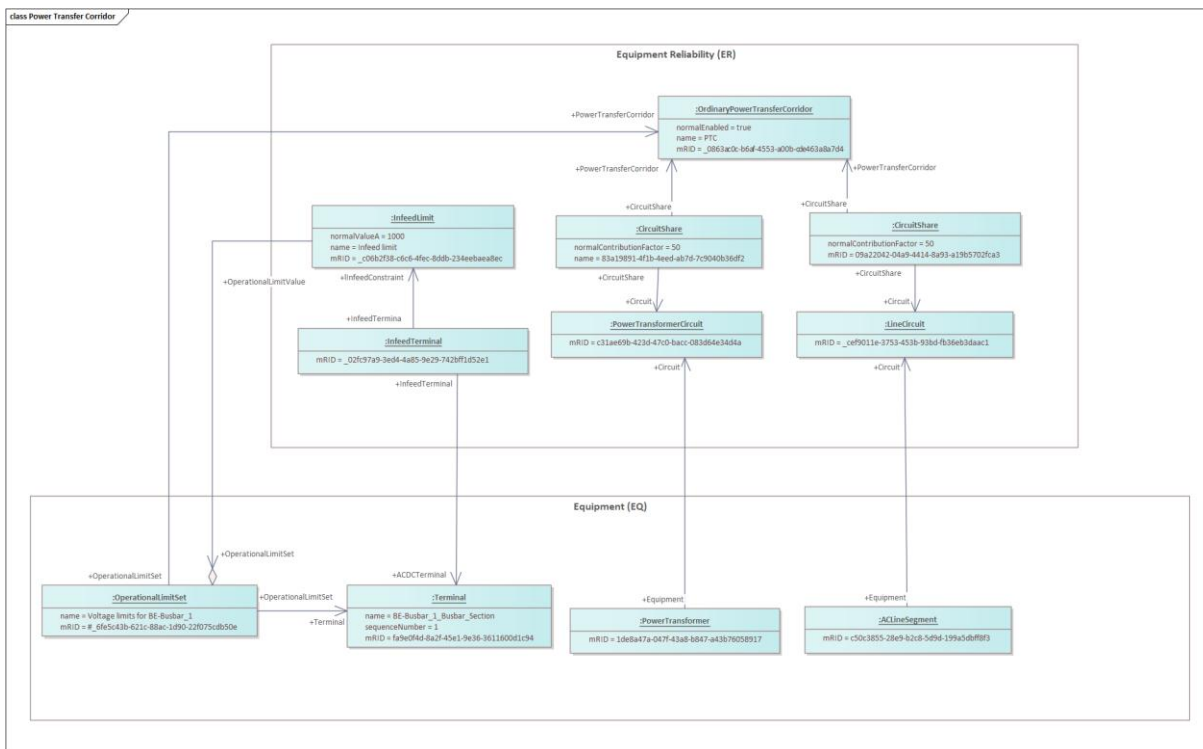 class Power Transfer Corridor
Equipment Reliability (ER)
:OrdinaryPowerTransferCorridor
normalEnabled = true
name = PTC
mRID = _0863ac0c-b6af-4553-a00b-cde463a8a7d4
+PowerTransferCorridor
+PowerTransferCorridor
+PowerTransferCorridor
+CircuitShare
+CircuitShare
:InfeedLimit
normalValueA = 1000
name = Infeed limit
mRID = _c06b2f38-c6c6-4fec-8ddb-234eebaea8ec
:CircuitShare
normalContributionFactor = 50
name = 83a19891-4f1b-4eed-ab7d-7c9040b36df2
:CircuitShare
normalContributionFactor = 50
mRID = 09a22042-04a9-4414-8a93-a19b5702fca3
+OperationalLimitValue
+IInfeedConstraint
+CircuitShare
+CircuitShare
+InfeedTermina
+Circuit
+Circuit
:InfeedTerminal
mRID = _02fc97a9-3ed4-4a85-9e29-742bff1d52e1
:PowerTransformerCircuit
mRID = c31ae69b-423d-47c0-bacc-083d64e34d4a
:LineCircuit
mRID = _cef9011e-3753-453b-93bd-fb36eb3daac1
+InfeedTerminal
+Circuit
+Circuit
Equipment (EQ)
+OperationalLimitSet
+OperationalLimitSet
+ACDCTerminal
:OperationalLimitSet
name = Voltage limits for BE-Busbar_1
mRID = #_6fe5c43b-621c-88ac-1d90-22f075cdb50e
+OperationalLimitSet
+Terminal
:Terminal
name = BE-Busbar_1_Busbar_Section
sequenceNumber = 1
mRID = fa9e0f4d-8a2f-45e1-9e36-3611600d1c94
+Equipment
:PowerTransformer
mRID = 1de8a47a-047f-43a8-b847-a43b76058917
+Equipment
:ACLineSegment
mRID = c50c3855-28e9-b2c8-5d9d-199a5dbff8f3